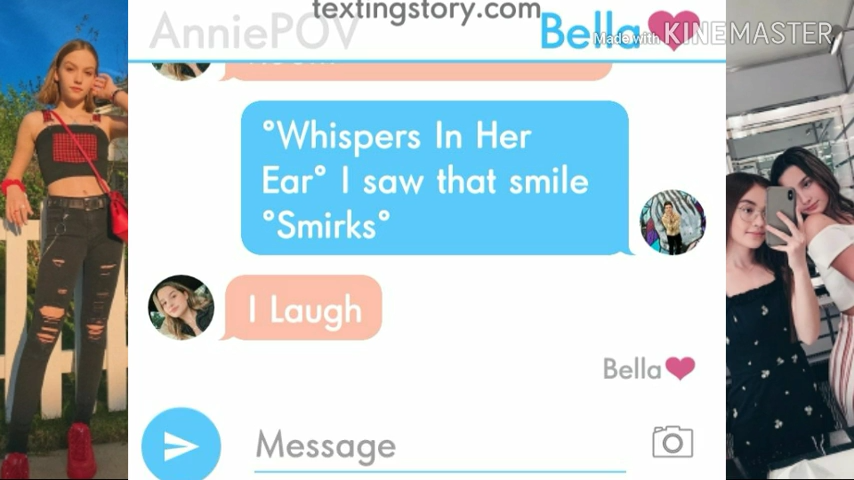 textingstory.com
AnniePOV
Bella❤
Made with KINEMASTER
°Whispers In Her
Ear° I saw that smile
°Smirks°
I Laugh
Bella❤
Message